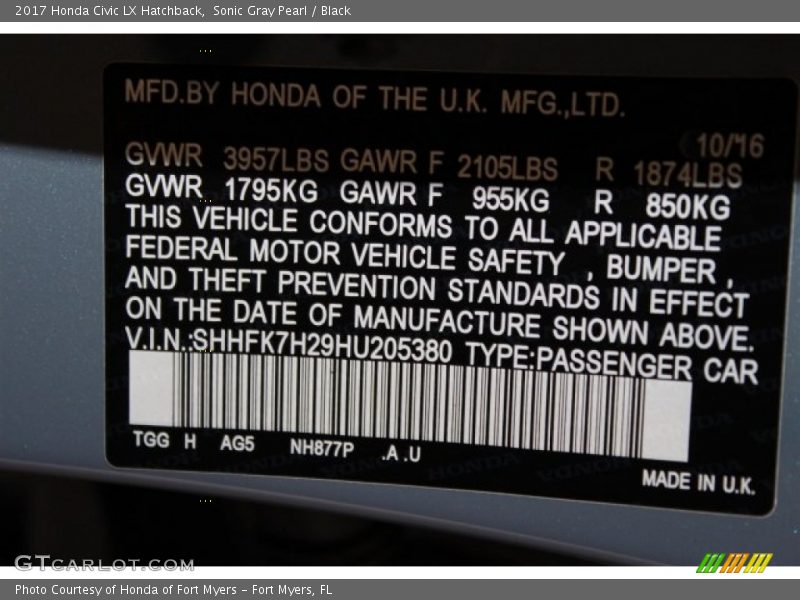 2017 Honda Civic LX Hatchback,  Sonic Gray Pearl / Black
MFD.BY HONDA OF THE U.K. MFG.,LTD.
10/16
GVWR 3957LBS GAWR F 2105LBS R 1874LBS
GVWR 1795KG GAWR F 955KG R 850KG
THIS VEHICLE CONFORMS TO ALL APPLICABLE
FEDERAL MOTOR VEHICLE SAFETY , BUMPER ,
AND THEFT PREVENTION STANDARDS IN EFFECT
ON THE DATE OF MANUFACTURE SHOWN ABOVE.
V.I.N.:SHHFK7H29HU205380 TYPE:PASSENGER CAR
TGG H AG5 NH877P .A .U
MADE IN U.K.
GTCARLOT.COM
Photo Courtesy of Honda of Fort Myers – Fort Myers, FL